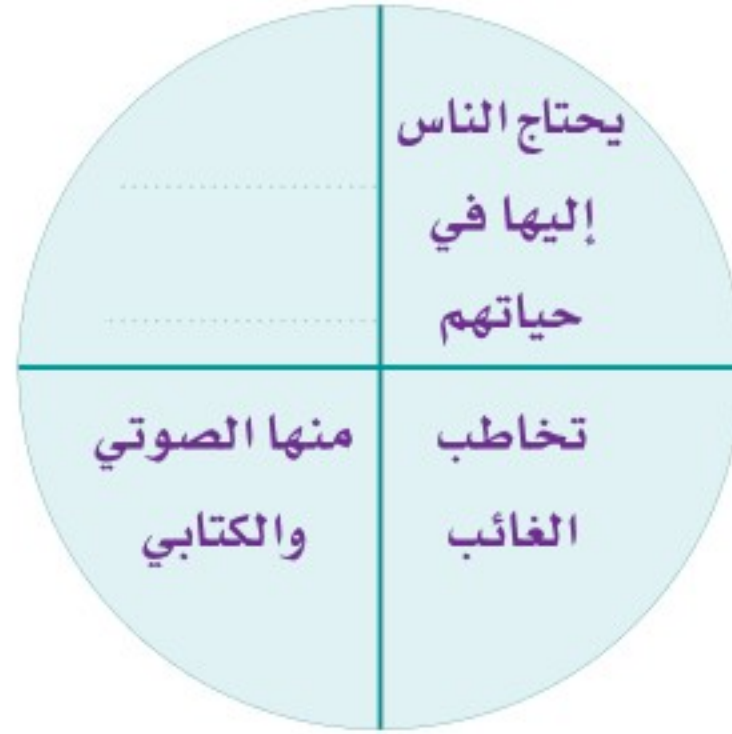 يحتاج الناس
إليها في
حياتهم
تخاطب
الغائب
منها الصوتي
والكتابي